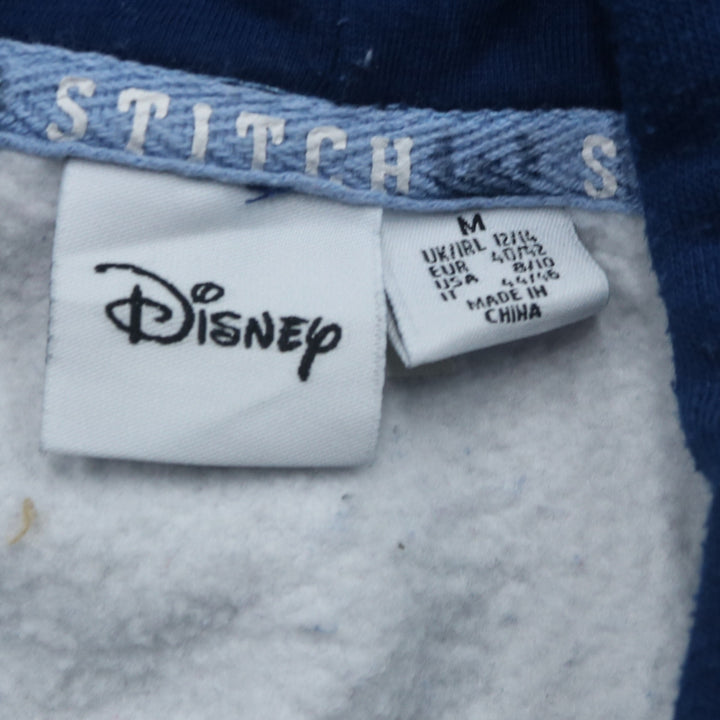 STITCH S
DISNEY
M
UK/IRL 12/14
EUR 40/42
USA 8/10
IT 44/46
MADE IN
CHINA